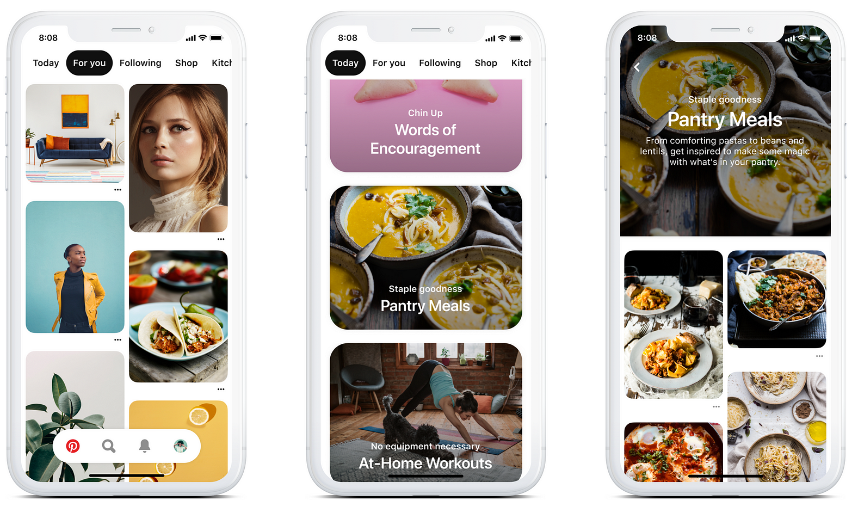 8:08
Today For you Following Shop Kitch
8:08
Today For you Following Shop Kitch
Chin Up
Words of
Encouragement
Staple goodness
Pantry Meals
No equipment necessary
At-Home Workouts
8:08
Staple goodness
Pantry Meals
From comforting pastas to beans and
lentils, get inspired to make some magic
with what's in your pantry.